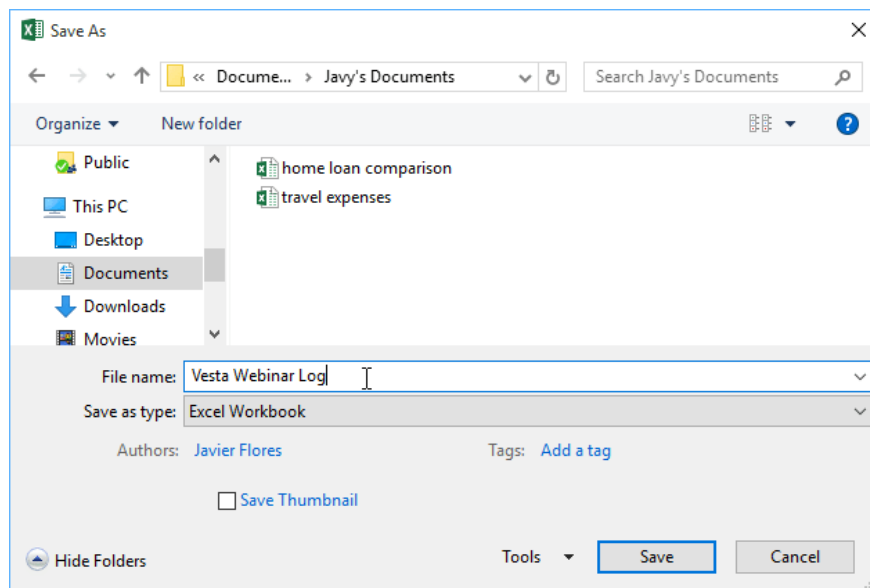 Save As
« Docume... › Javy's Documents
Search Javy's Documents
Organize
New folder
Public
This PC
Desktop
Documents
Downloads
Movies
home loan comparison
travel expenses
File name: Vesta Webinar Log
Save as type: Excel Workbook
Authors: Javier Flores
Tags: Add a tag
Save Thumbnail
Hide Folders
Tools
Save
Cancel